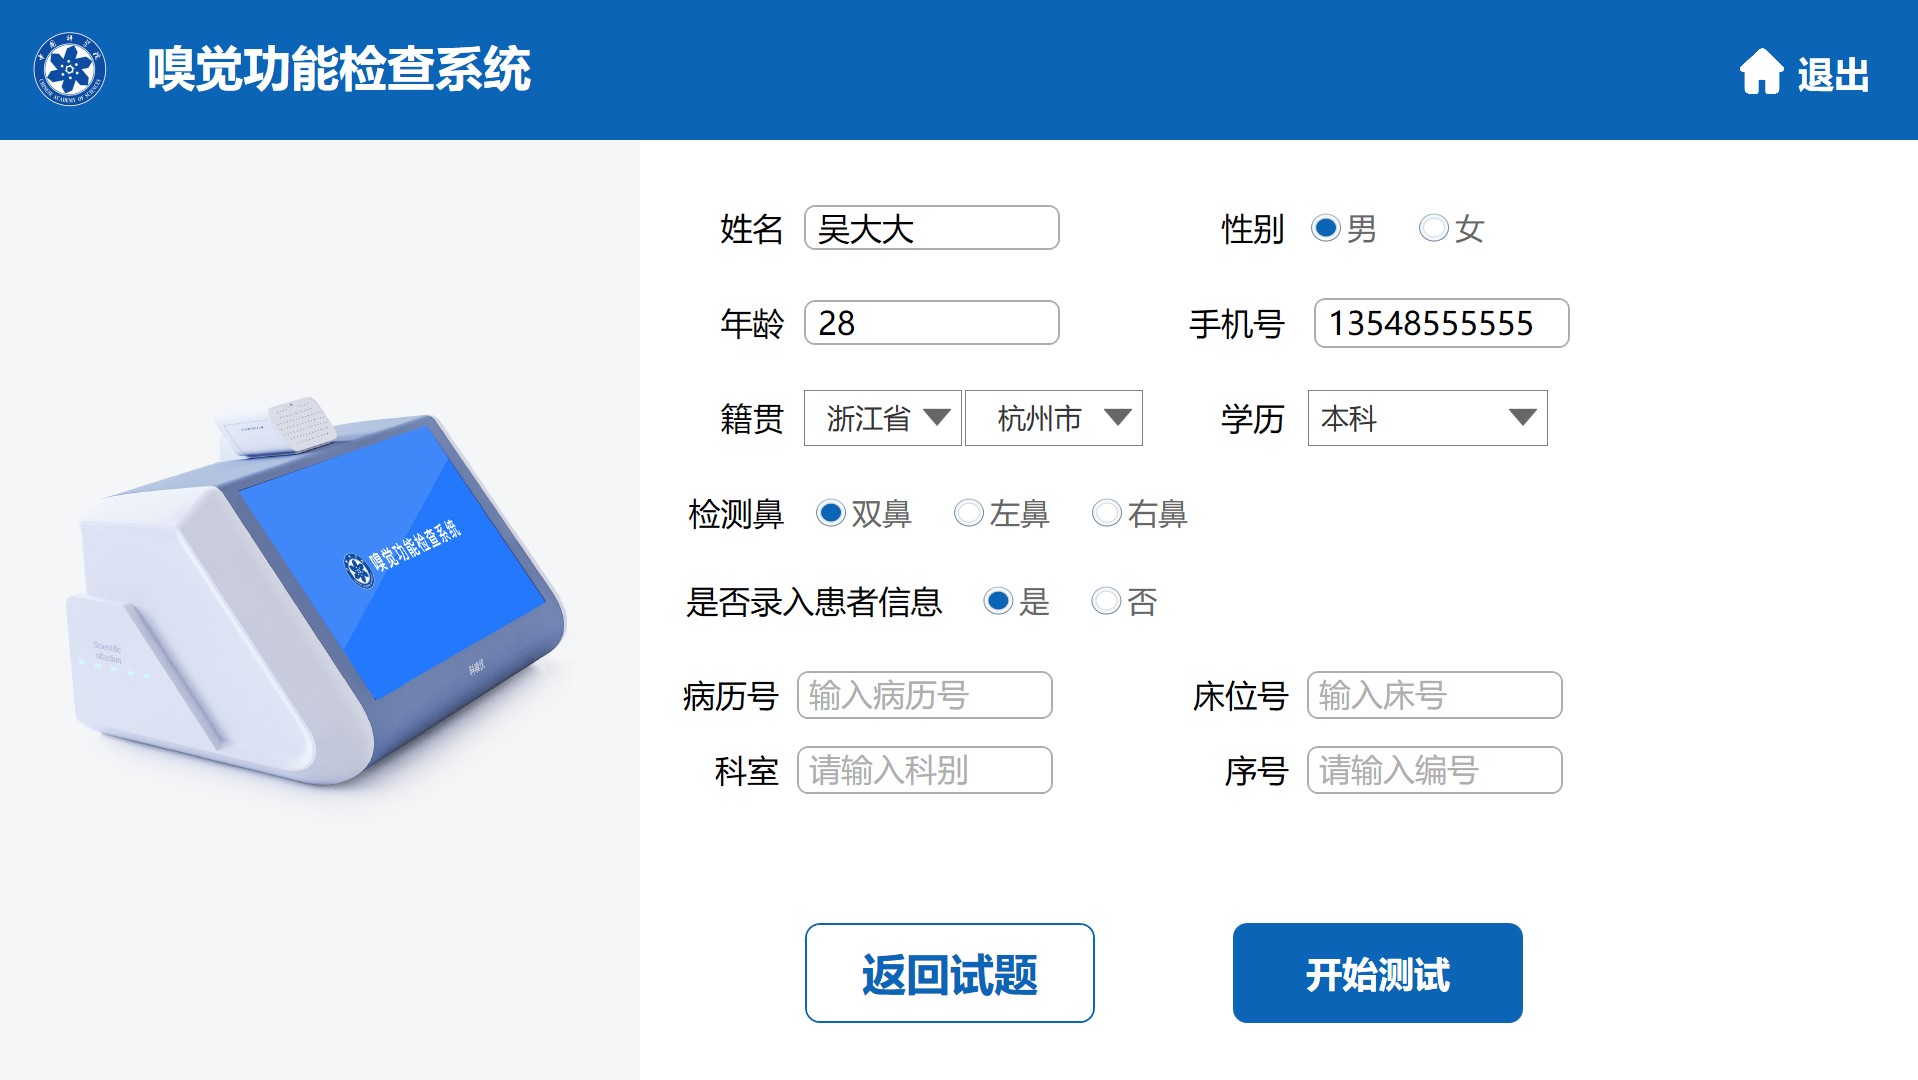 嗅觉功能检查系统
退出
姓名 吴大大 性别 男 女
年龄 28 手机号 13548555555
籍贯 浙江省 杭州市 学历 本科
检测鼻 双鼻 左鼻 右鼻
是否录入患者信息 是 否
病历号 输入病历号 床位号 输入床号
科室 请输入科别 序号 请输入编号
返回试题 开始测试
嗅觉功能检查系统
Scientific
CHINESE ACADEMY OF SCIENCES